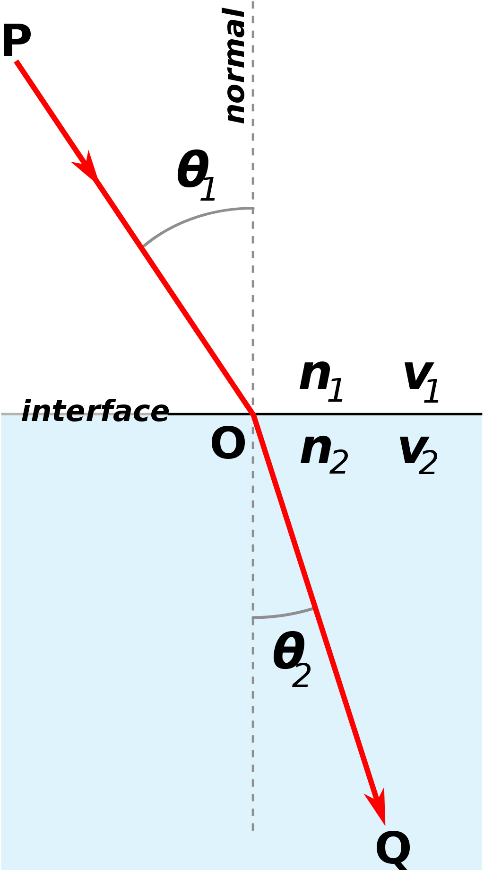 P
normal
θ1
n1 v1
interface
O
n2 v2
θ2
Q